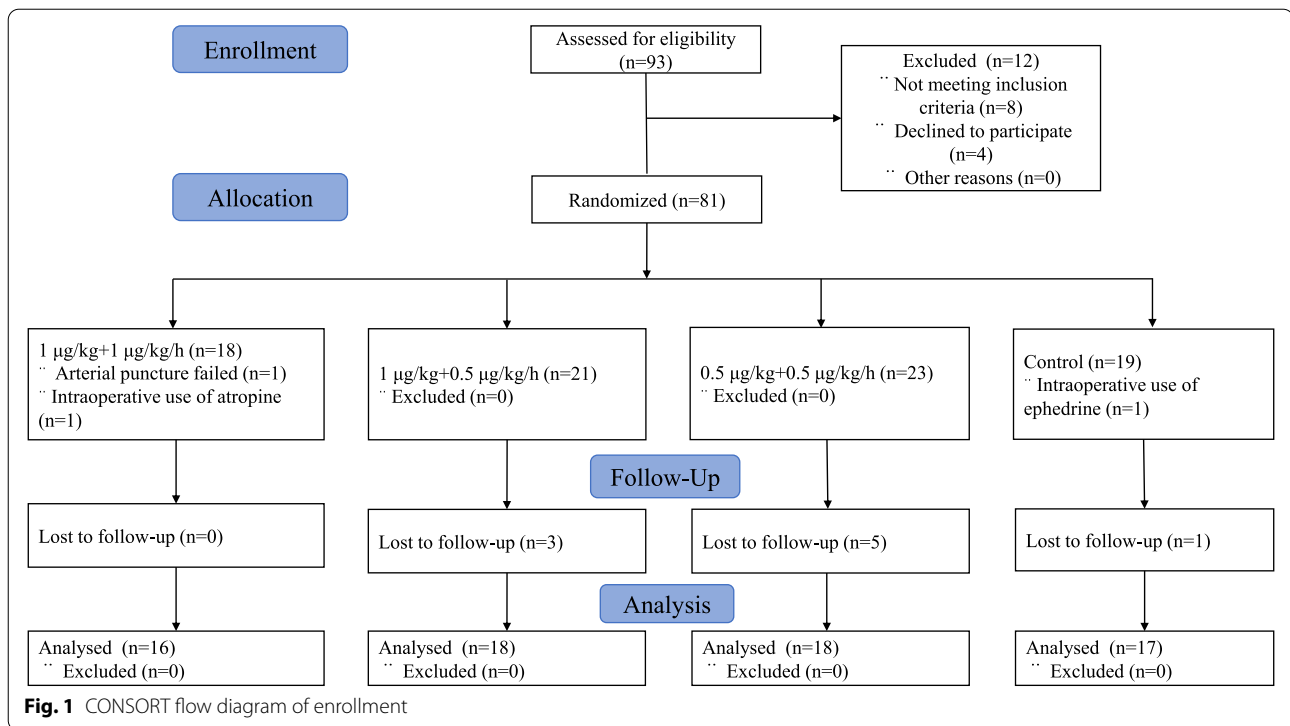 Enrollment
Assessed for eligibility
(n=93)
Excluded (n=12)
¨ Not meeting inclusion
criteria (n=8)
¨ Declined to participate
(n=4)
¨ Other reasons (n=0)
Allocation
Randomized (n=81)
1 μg/kg+1 μg/kg/h (n=18)
¨ Arterial puncture failed (n=1)
¨ Intraoperative use of atropine
(n=1)
1 μg/kg+0.5 μg/kg/h (n=21)
¨ Excluded (n=0)
0.5 μg/kg+0.5 μg/kg/h (n=23)
¨ Excluded (n=0)
Control (n=19)
¨ Intraoperative use of
ephedrine (n=1)
Follow-Up
Lost to follow-up (n=0)
Lost to follow-up (n=3)
Lost to follow-up (n=5)
Lost to follow-up (n=1)
Analysis
Analysed (n=16)
¨ Excluded (n=0)
Analysed (n=18)
¨ Excluded (n=0)
Analysed (n=18)
¨ Excluded (n=0)
Analysed (n=17)
¨ Excluded (n=0)
Fig. 1 CONSORT flow diagram of enrollment